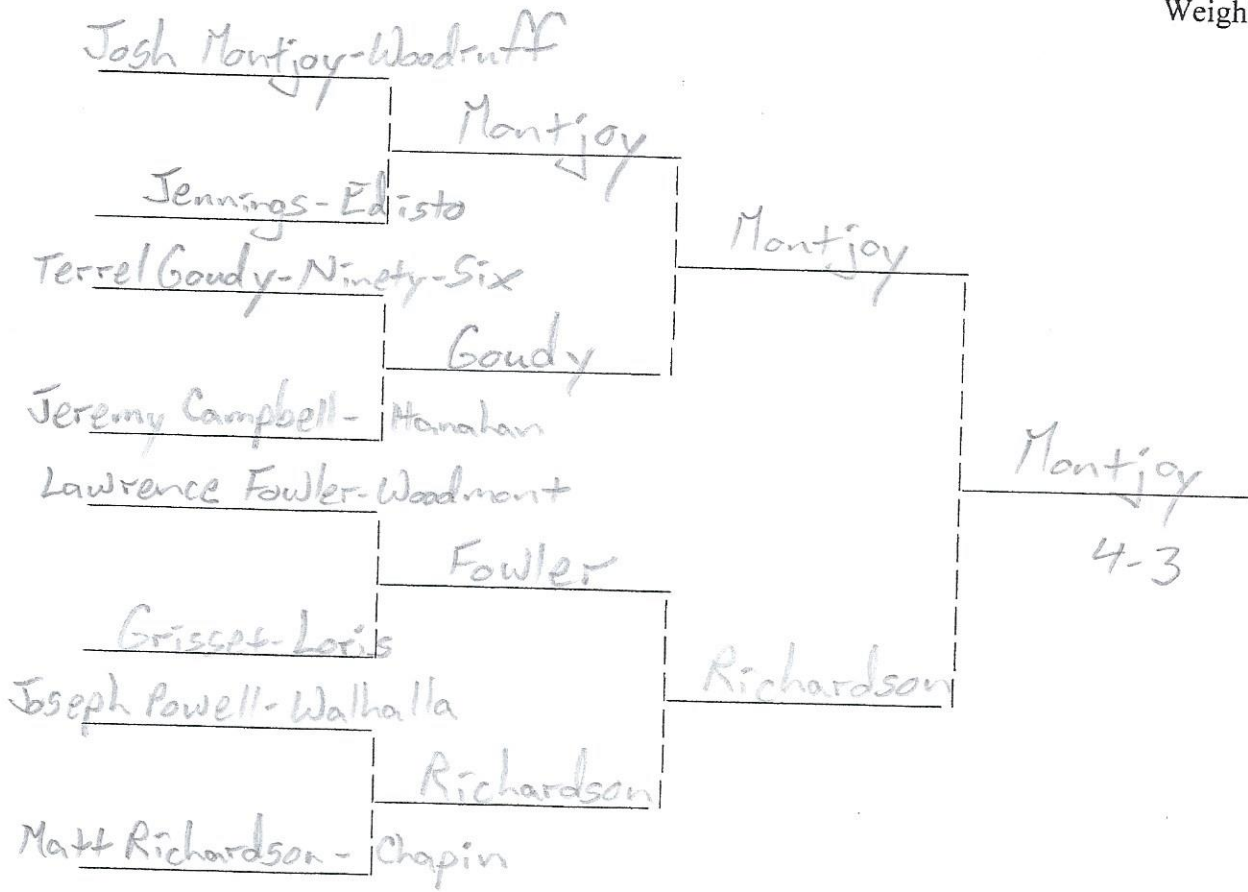 Weigh
Josh Montjoy-Woodruff
Montjoy
Jennings-Edisto
Montjoy
Terrel Goudy-Ninety-Six
Goudy
Jeremy Campbell-Hanahan
Montjoy
Lawrence Fowler-Woodmont
4-3
Fowler
Grisset-Loris
Richardson
Joseph Powell-Walhalla
Richardson
Matt Richardson-Chapin